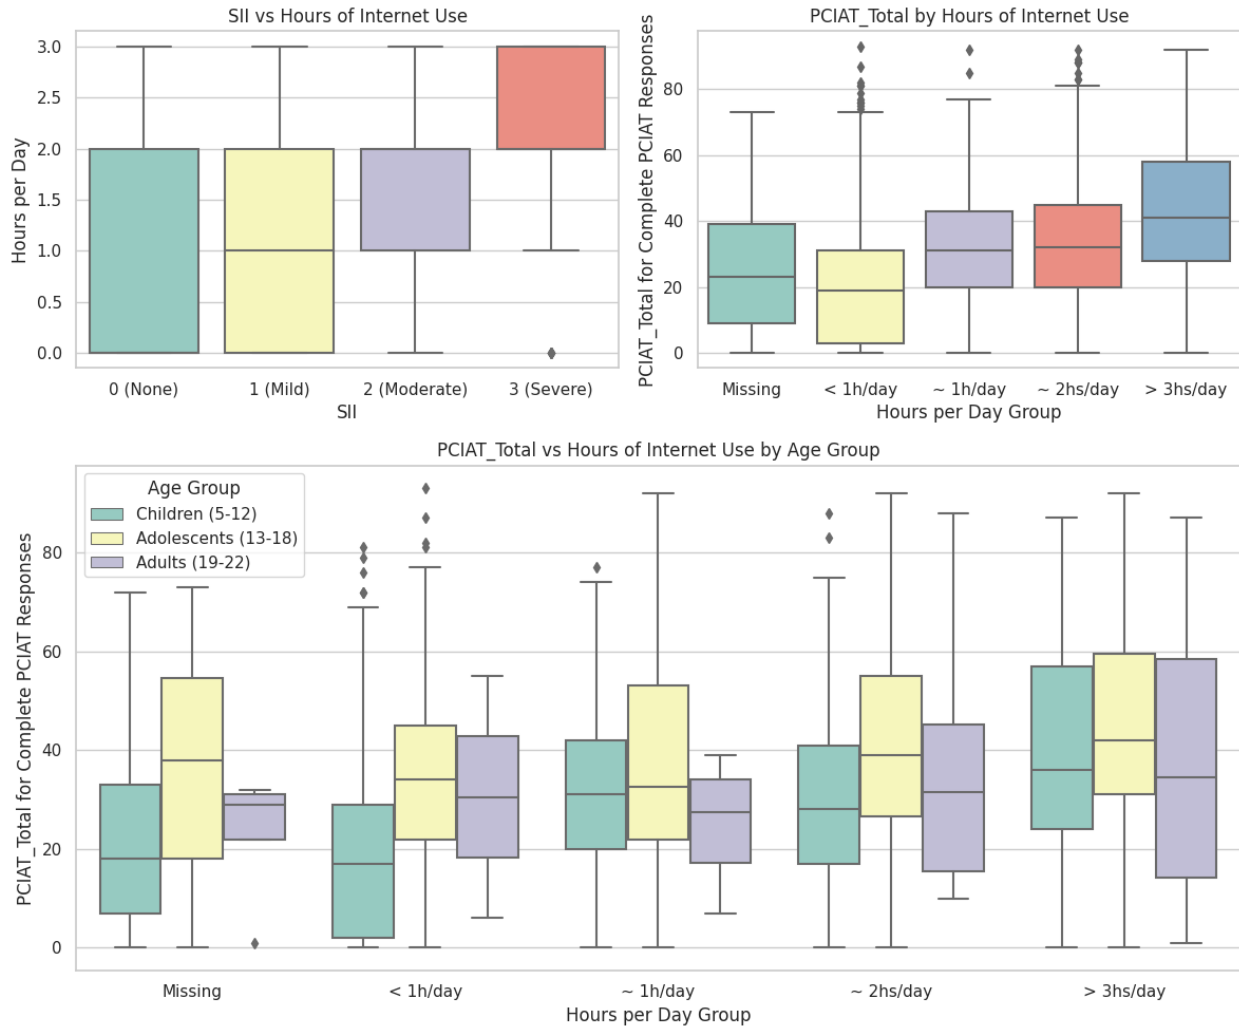 SII vs Hours of Internet Use
Hours per Day
3.0
2.5
2.0
1.5
1.0
0.5
0.0
0 (None)
1 (Mild)
2 (Moderate)
3 (Severe)
SII
PCIAT_Total by Hours of Internet Use
PCIAT_Total for Complete PCIAT Responses
80
60
40
20
0
Missing
< 1h/day
~ 1h/day
~ 2hs/day
> 3hs/day
Hours per Day Group
PCIAT_Total vs Hours of Internet Use by Age Group
PCIAT_Total for Complete PCIAT Responses
Age Group
Children (5-12)
Adolescents (13-18)
Adults (19-22)
80
60
40
20
0
Missing
< 1h/day
~ 1h/day
~ 2hs/day
> 3hs/day
Hours per Day Group